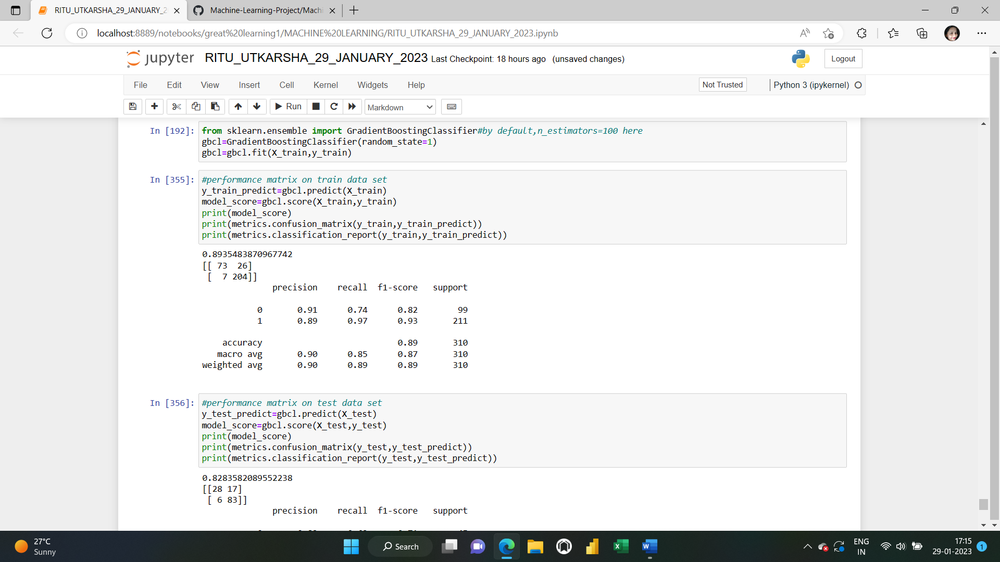 RITU_UTKARSHA_29_JANUARY_2
Machine-Learning-Project/Machi
localhost:8889/notebooks/great%20learning1/MACHINE%20LEARNING/RITU_UTKARSHA_29_JANUARY_2023.ipynb
jupyter RITU_UTKARSHA_29_JANUARY_2023 Last Checkpoint: 18 hours ago (unsaved changes)
Logout
File Edit View Insert Cell Kernel Widgets Help
Not Trusted
Python 3 (ipykernel)
Run
Markdown
In [192]: from sklearn.ensemble import GradientBoostingClassifier#by default,n_estimators=100 here
gbcl=GradientBoostingClassifier(random_state=1)
gbcl=gbcl.fit(X_train,y_train)
In [355]: #performance matrix on train data set
y_train_predict=gbcl.predict(X_train)
model_score=gbcl.score(X_train,y_train)
print(model_score)
print(metrics.confusion_matrix(y_train,y_train_predict))
print(metrics.classification_report(y_train,y_train_predict))
0.8935483870967742
[[ 73  26]
 [  7 204]]
              precision    recall  f1-score   support
           0       0.91      0.74      0.82        99
           1       0.89      0.97      0.93       211
    accuracy                           0.89       310
   macro avg       0.90      0.85      0.87       310
weighted avg       0.90      0.89      0.89       310
In [356]: #performance matrix on test data set
y_test_predict=gbcl.predict(X_test)
model_score=gbcl.score(X_test,y_test)
print(model_score)
print(metrics.confusion_matrix(y_test,y_test_predict))
print(metrics.classification_report(y_test,y_test_predict))
0.8283582089552238
[[28 17]
 [ 6 83]]
              precision    recall  f1-score   support
27°C
Sunny
Search
ENG
IN
17:15
29-01-2023
1